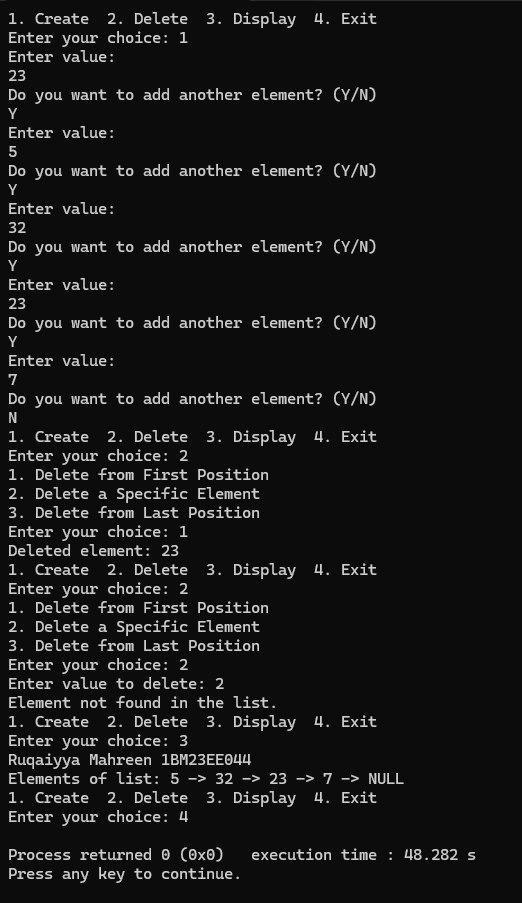 1. Create  2. Delete  3. Display  4. Exit
Enter your choice: 1
Enter value:
23
Do you want to add another element? (Y/N)
Y
Enter value:
5
Do you want to add another element? (Y/N)
Y
Enter value:
32
Do you want to add another element? (Y/N)
Y
Enter value:
23
Do you want to add another element? (Y/N)
Y
Enter value:
7
Do you want to add another element? (Y/N)
N
1. Create  2. Delete  3. Display  4. Exit
Enter your choice: 2
1. Delete from First Position
2. Delete a Specific Element
3. Delete from Last Position
Enter your choice: 1
Deleted element: 23
1. Create  2. Delete  3. Display  4. Exit
Enter your choice: 2
1. Delete from First Position
2. Delete a Specific Element
3. Delete from Last Position
Enter your choice: 2
Enter value to delete: 2
Element not found in the list.
1. Create  2. Delete  3. Display  4. Exit
Enter your choice: 3
Ruqaiyya Mahreen 1BM23EE044
Elements of list: 5 -> 32 -> 23 -> 7 -> NULL
1. Create  2. Delete  3. Display  4. Exit
Enter your choice: 4

Process returned 0 (0x0)   execution time : 48.282 s
Press any key to continue.